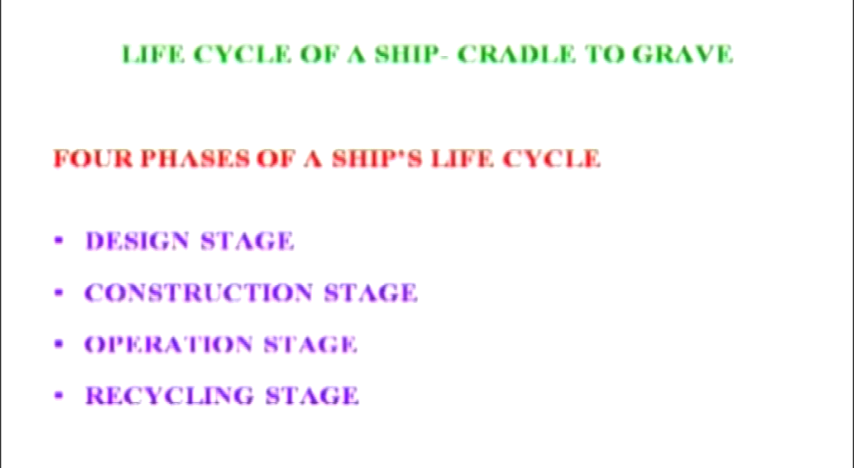 LIFE CYCLE OF A SHIP- CRADLE TO GRAVE
FOUR PHASES OF A SHIP'S LIFE CYCLE
▪ DESIGN STAGE
▪ CONSTRUCTION STAGE
▪ OPERATION STAGE
▪ RECYCLING STAGE